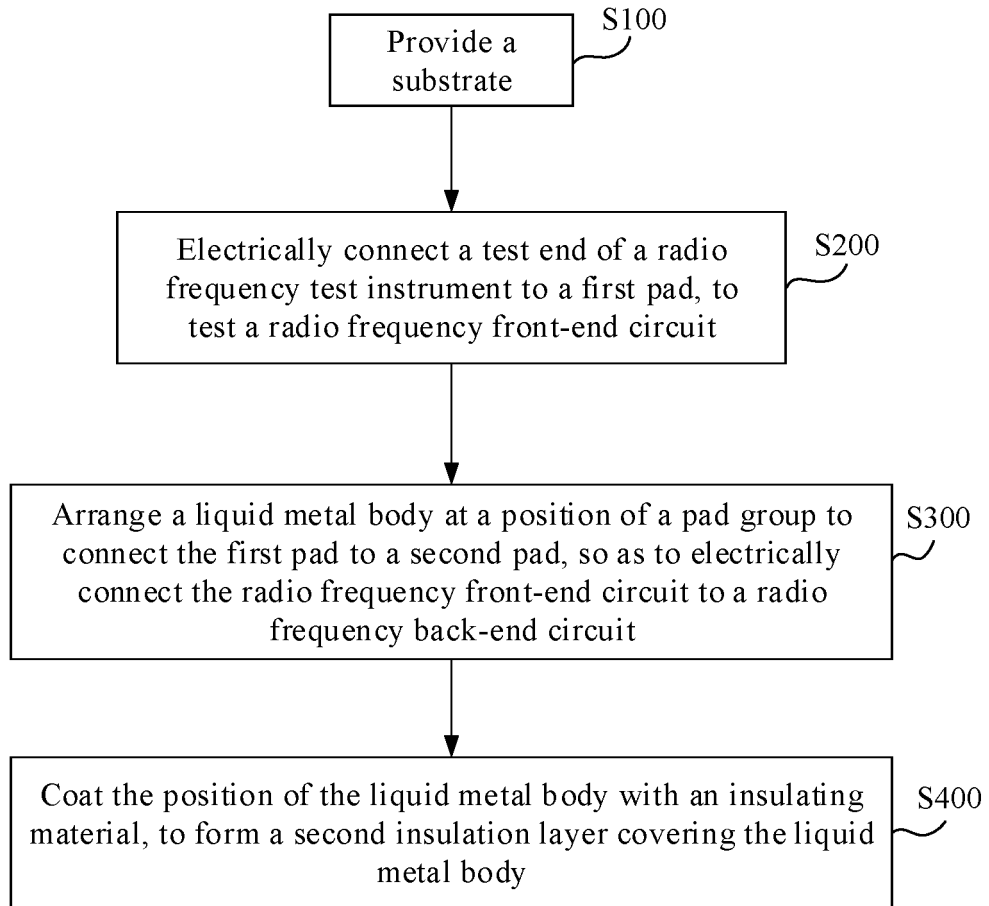 S100
Provide a
substrate
S200
Electrically connect a test end of a radio
frequency test instrument to a first pad, to
test a radio frequency front-end circuit
S300
Arrange a liquid metal body at a position of a pad group to
connect the first pad to a second pad, so as to electrically
connect the radio frequency front-end circuit to a radio
frequency back-end circuit
S400
Coat the position of the liquid metal body with an insulating
material, to form a second insulation layer covering the liquid
metal body